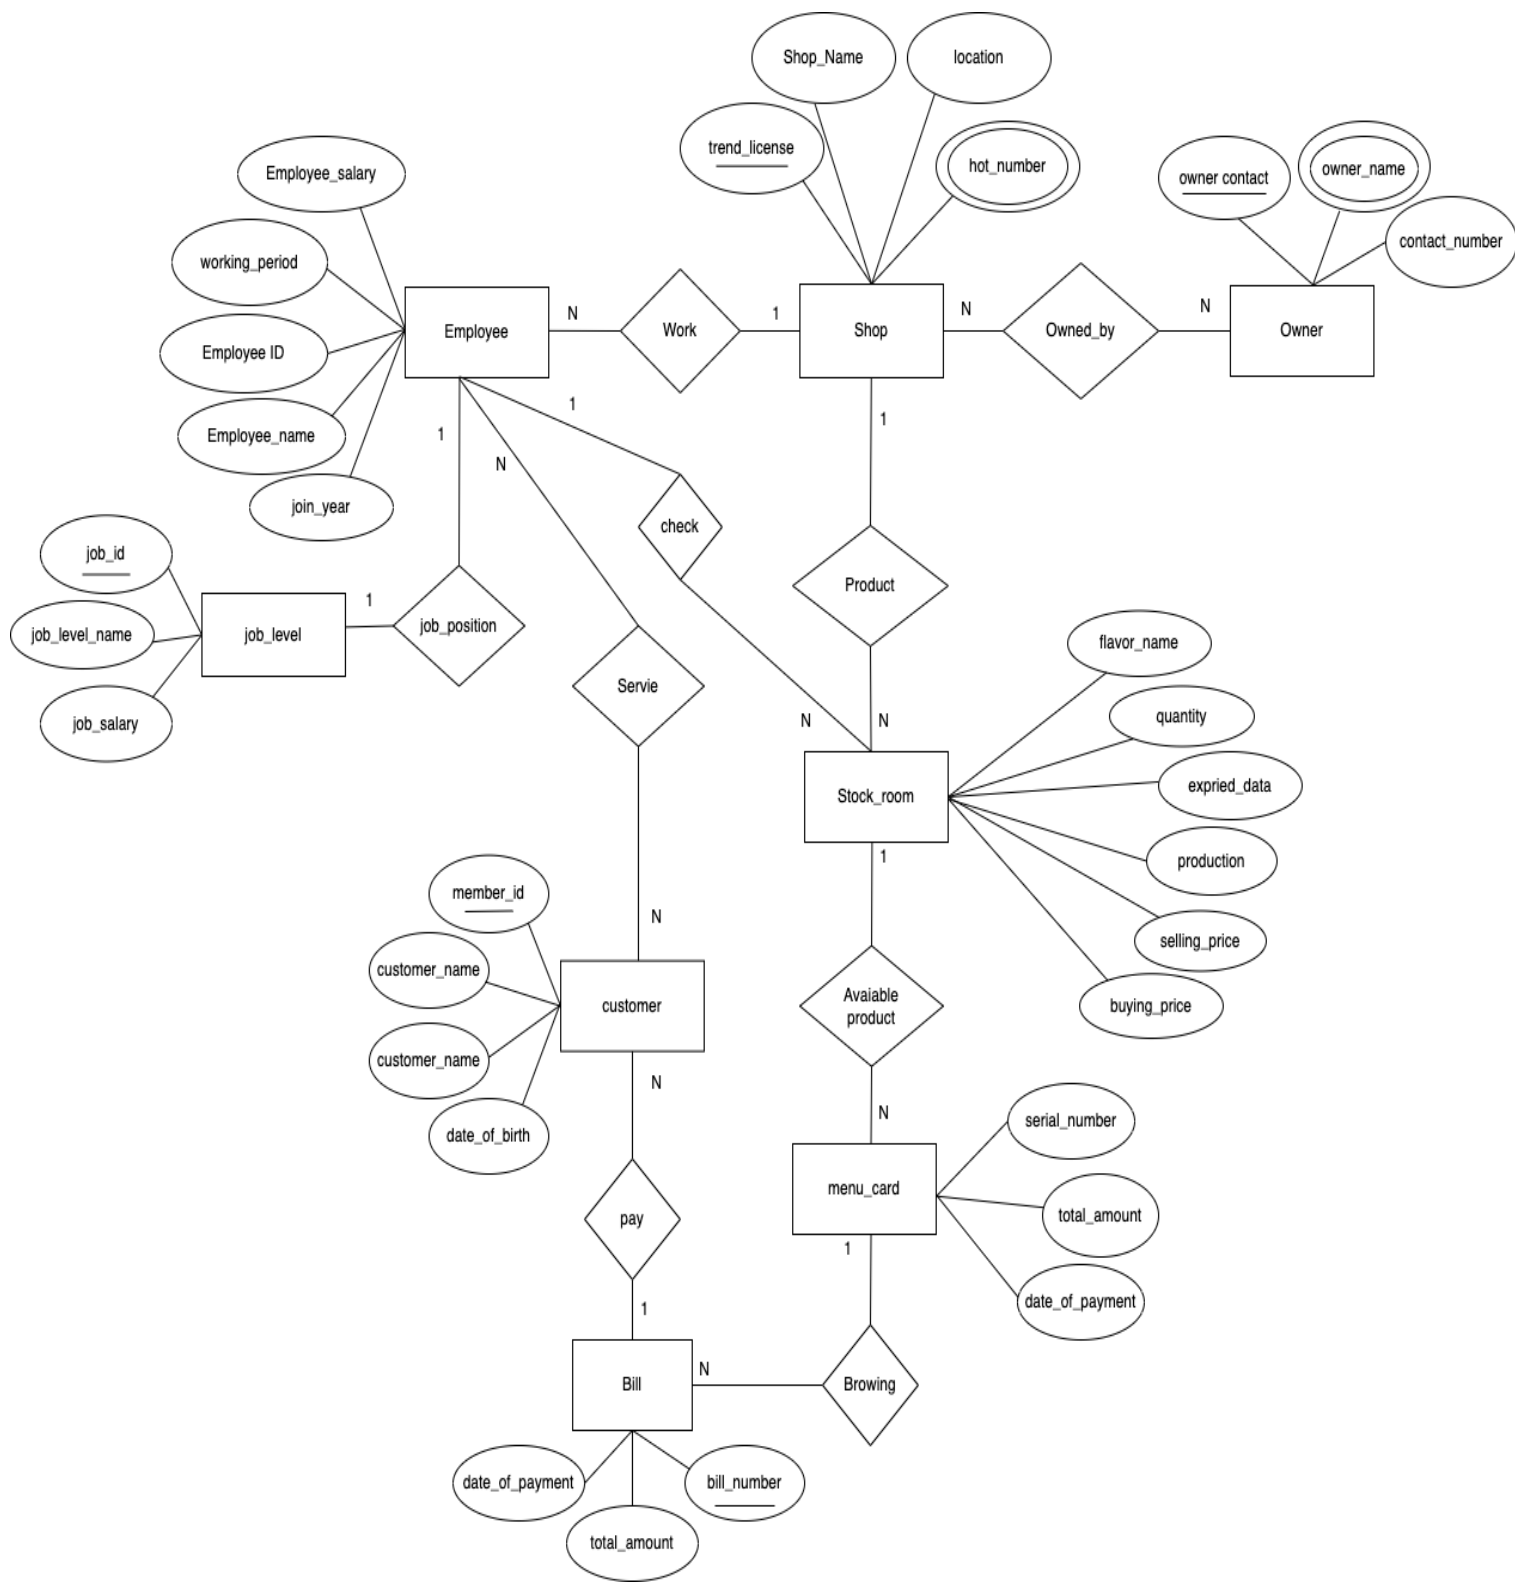 Shop_Name
location
trend_license
hot_number
owner contact
owner_name
contact_number
Employee_salary
working_period
Employee ID
Employee_name
join_year
Employee
N
Work
1
Shop
N
Owned_by
N
Owner
1
1
N
1
check
job_id
job_level_name
job_salary
job_level
1
job_position
Product
Servie
N
N
flavor_name
quantity
expried_data
production
selling_price
buying_price
Stock_room
1
member_id
customer_name
customer_name
date_of_birth
N
customer
N
Avaiable
product
N
serial_number
total_amount
date_of_payment
menu_card
1
pay
1
Bill
N
Browing
date_of_payment
total_amount
bill_number